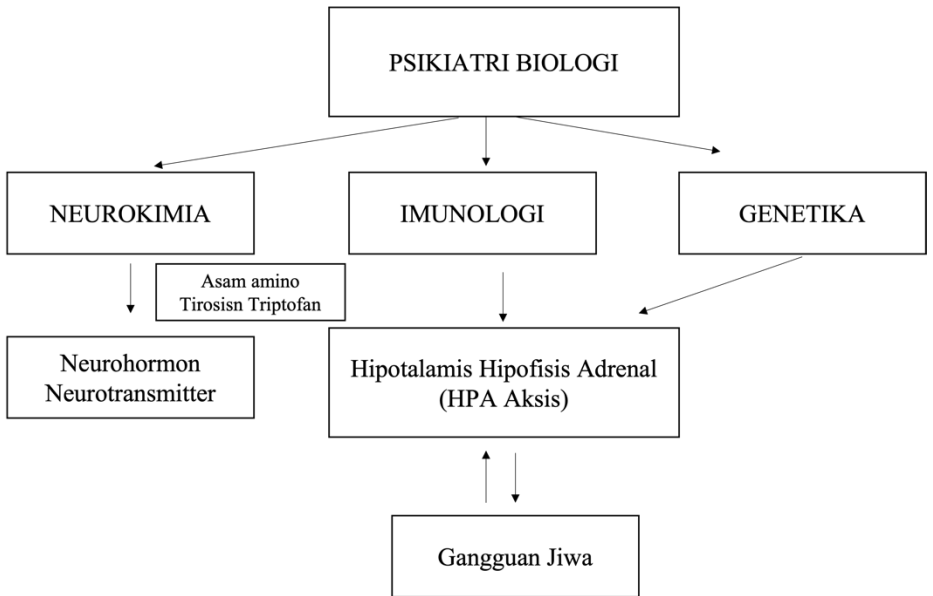 PSIKIATRI BIOLOGI
NEUROKIMIA
IMUNOLOGI
GENETIKA
Asam amino
Tirosisn Triptofan
Neurohormon
Neurotransmitter
Hipotalamis Hipofisis Adrenal
(HPA Aksis)
Gangguan Jiwa